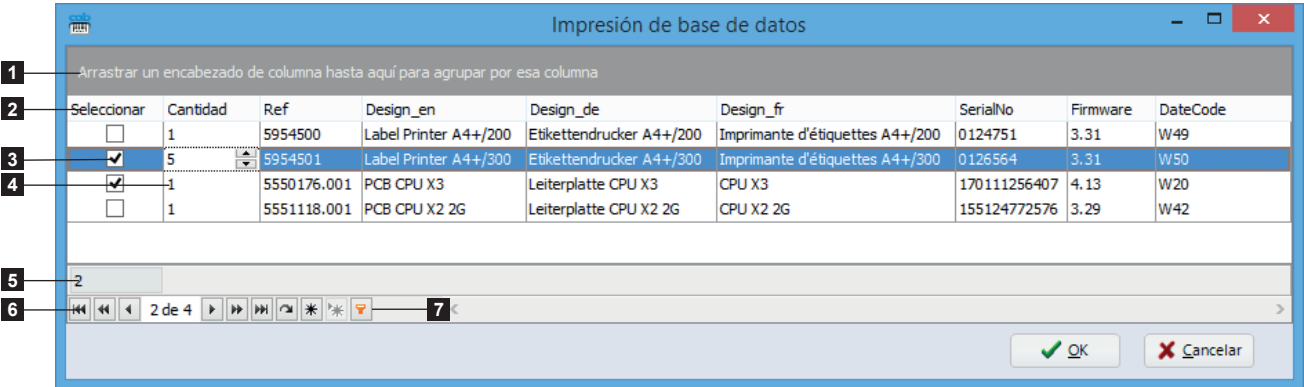 cab
Impresión de base de datos
1 Arrastrar un encabezado de columna hasta aquí para agrupar por esa columna
2 Seleccionar Cantidad Ref Design_en Design_de Design_fr SerialNo Firmware DateCode
1 5954500 Label Printer A4+/200 Etikettendrucker A4+/200 Imprimante d'étiquettes A4+/200 0124751 3.31 W49
3 5 5954501 Label Printer A4+/300 Etikettendrucker A4+/300 Imprimante d'étiquettes A4+/300 0126564 3.31 W50
4 1 5550176.001 PCB CPU X3 Leiterplatte CPU X3 CPU X3 170111256407 4.13 W20
1 5551118.001 PCB CPU X2 2G Leiterplatte CPU X2 2G CPU X2 2G 155124772576 3.29 W42
5 2
6 2 de 4 7
OK Cancelar